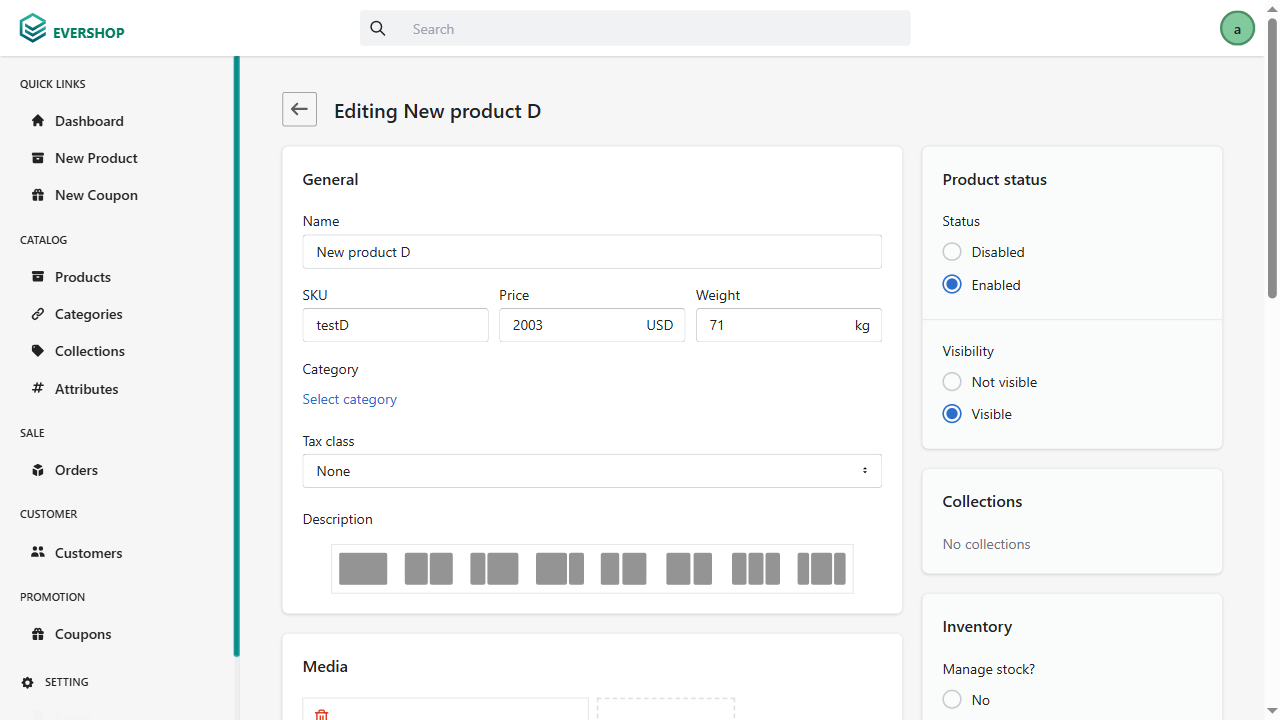 EVERSHOP
Search
a
QUICK LINKS
Dashboard
New Product
New Coupon
CATALOG
Products
Categories
Collections
Attributes
SALE
Orders
CUSTOMER
Customers
PROMOTION
Coupons
SETTING
Editing New product D
General
Name
New product D
SKU
Price
Weight
testD
2003 USD
71 kg
Category
Select category
Tax class
None
Description
Media
Product status
Status
Disabled
Enabled
Visibility
Not visible
Visible
Collections
No collections
Inventory
Manage stock?
No